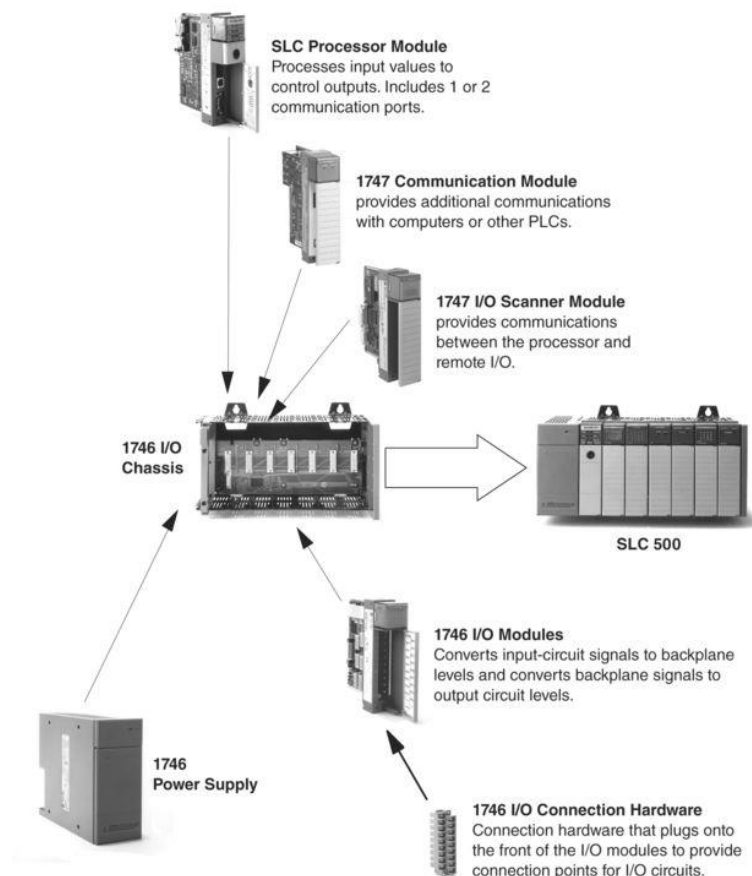 SLC Processor Module
Processes input values to
control outputs. Includes 1 or 2
communication ports.
1747 Communication Module
provides additional communications
with computers or other PLCs.
1747 I/O Scanner Module
provides communications
between the processor and
remote I/O.
1746 I/O
Chassis
SLC 500
1746 I/O Modules
Converts input-circuit signals to backplane
levels and converts backplane signals to
output circuit levels.
1746
Power Supply
1746 I/O Connection Hardware
Connection hardware that plugs onto
the front of the I/O modules to provide
connection points for I/O circuits.